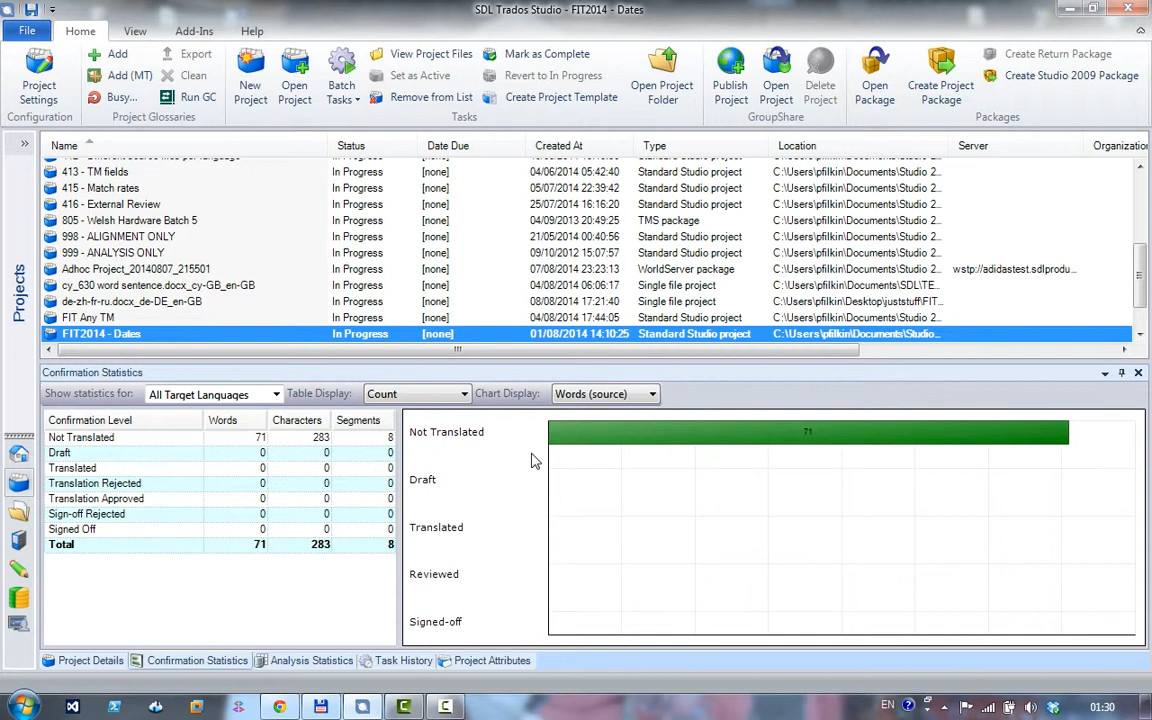 SDL Trados Studio - FIT2014 - Dates
File Home View Add-Ins Help
Project Settings
Configuration
Add Export
Add (MT) Clean
Busy... Run GC
Project Glossaries
New Project
Open Project
Batch Tasks
View Project Files
Set as Active
Remove from List
Mark as Complete
Revert to In Progress
Create Project Template
Open Project Folder
Tasks
Publish Project
Open Project
Delete Project
GroupShare
Open Package
Create Project Package
Create Return Package
Create Studio 2009 Package
Packages
Projects
Name Status Date Due Created At Type Location Server Organizatio
413 - TM fields In Progress [none] 04/06/2014 05:42:40 Standard Studio project C:\Users\pfilkin\Documents\Studio 2...
415 - Match rates In Progress [none] 05/07/2014 22:39:42 Standard Studio project C:\Users\pfilkin\Documents\Studio 2...
416 - External Review In Progress [none] 25/07/2014 16:16:20 Standard Studio project C:\Users\pfilkin\Documents\Studio 2...
805 - Welsh Hardware Batch 5 In Progress [none] 04/09/2013 20:49:25 TMS package C:\Users\pfilkin\Documents\Studio 2...
998 - ALIGNMENT ONLY In Progress [none] 21/05/2014 00:40:56 Standard Studio project C:\Users\pfilkin\Documents\Studio 2...
999 - ANALYSIS ONLY In Progress [none] 09/10/2012 15:07:57 Standard Studio project C:\Users\pfilkin\Documents\Studio 2...
Adhoc Project_20140807_215501 In Progress [none] 07/08/2014 23:23:13 WorldServer package C:\Users\pfilkin\Documents\Studio 2... wstp://adidastest.sdlprodu...
cy_630 word sentence.docx_cy-GB_en-GB In Progress [none] 04/08/2014 06:06:17 Single file project C:\Users\pfilkin\Documents\SDL\TE...
de-zh-fr-ru.docx_de-DE_en-GB In Progress [none] 08/08/2014 17:21:40 Single file project C:\Users\pfilkin\Desktop\juststuff\FIT...
FIT Any TM In Progress [none] 04/08/2014 17:44:05 Single file project C:\Users\pfilkin\Documents\Studio 2...
FIT2014 - Dates In Progress [none] 01/08/2014 14:10:25 Standard Studio project C:\Users\pfilkin\Documents\Studio...
Confirmation Statistics
Show statistics for: All Target Languages Table Display: Count Chart Display: Words (source)
Confirmation Level Words Characters Segments
Not Translated 71 283 8
Draft 0 0 0
Translated 0 0 0
Translation Rejected 0 0 0
Translation Approved 0 0 0
Sign-off Rejected 0 0 0
Signed Off 0 0 0
Total 71 283 8
Not Translated 71
Draft
Translated
Reviewed
Signed-off
Project Details Confirmation Statistics Analysis Statistics Task History Project Attributes
EN 01:30